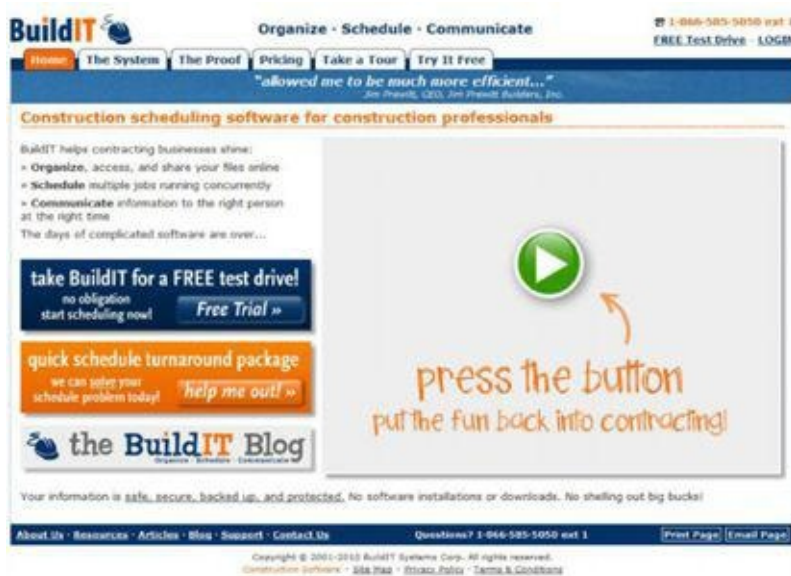 BuildIT
Organize - Schedule - Communicate
1-866-585-5050 ext 1
FREE Test Drive - LOGIN
Home The System The Proof Pricing Take a Tour Try It Free
"allowed me to be much more efficient..."
Jim Prewitt, CEO, Jim Prewitt Builders, Inc.
Construction scheduling software for construction professionals
BuildIT helps contracting businesses shine:
» Organize, access, and share your files online
» Schedule multiple jobs running concurrently
» Communicate information to the right person
at the right time
The days of complicated software are over...
take BuildIT for a FREE test drive!
no obligation
start scheduling now!
Free Trial »
quick schedule turnaround package
we can solve your
schedule problem today!
help me out! »
the BuildIT Blog
Organize - Schedule - Communicate
press the button
put the fun back into contracting!
Your information is safe, secure, backed up, and protected. No software installations or downloads. No shelling out big bucks!
About Us · Resources · Articles · Blog · Support · Contact Us
Questions? 1-866-585-5050 ext 1
Print Page Email Page
Copyright © 2001-2010 BuildIT Systems Corp. All rights reserved.
Construction Software · Site Map · Privacy Policy · Terms & Conditions